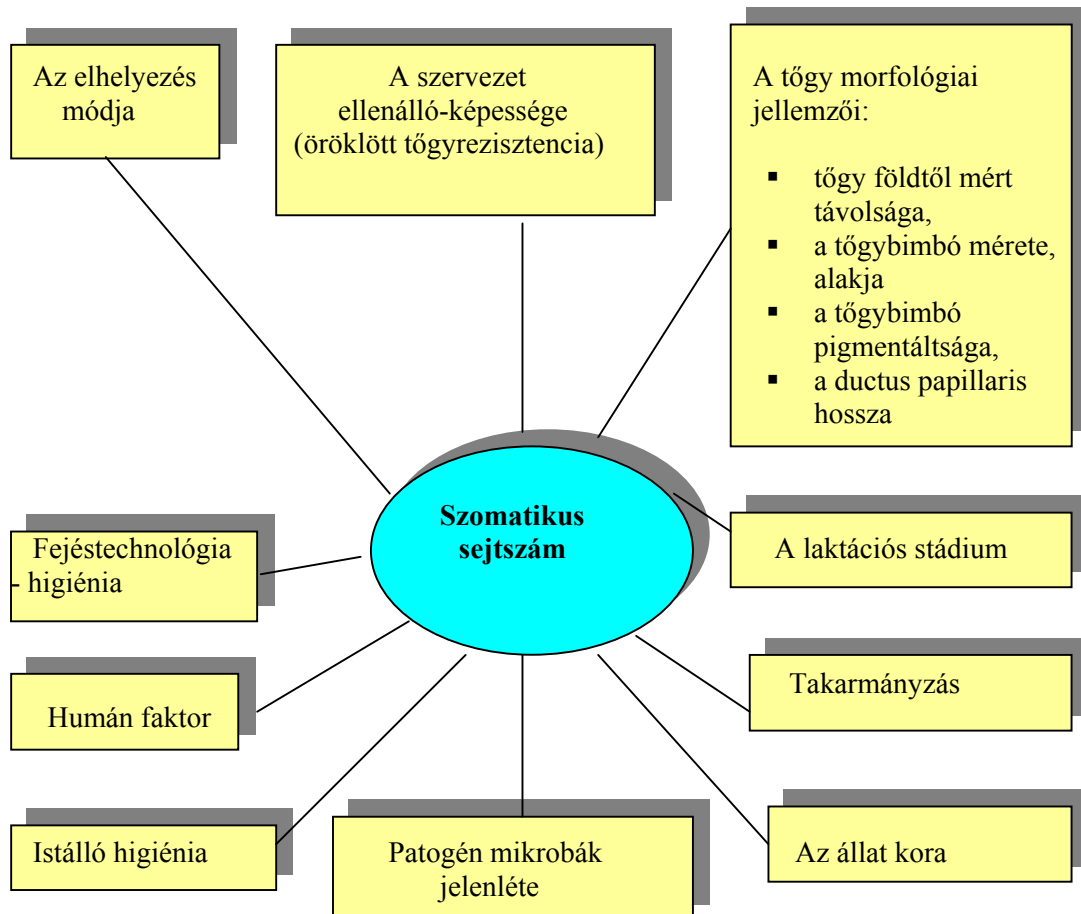 Az elhelyezés
módja
A szervezet
ellenálló-képessége
(öröklött tőgyrezisztencia)
A tőgy morfológiai
jellemzői:
▪ tőgy földtől mért
távolsága,
▪ a tőgybimbó mérete,
alakja
▪ a tőgybimbó
pigmentáltsága,
▪ a ductus papillaris
hossza
Szomatikus
sejtszám
Fejéstechnológia
- higiénia
A laktációs stádium
Humán faktor
Takarmányzás
Istálló higiénia
Patogén mikrobák
jelenléte
Az állat kora